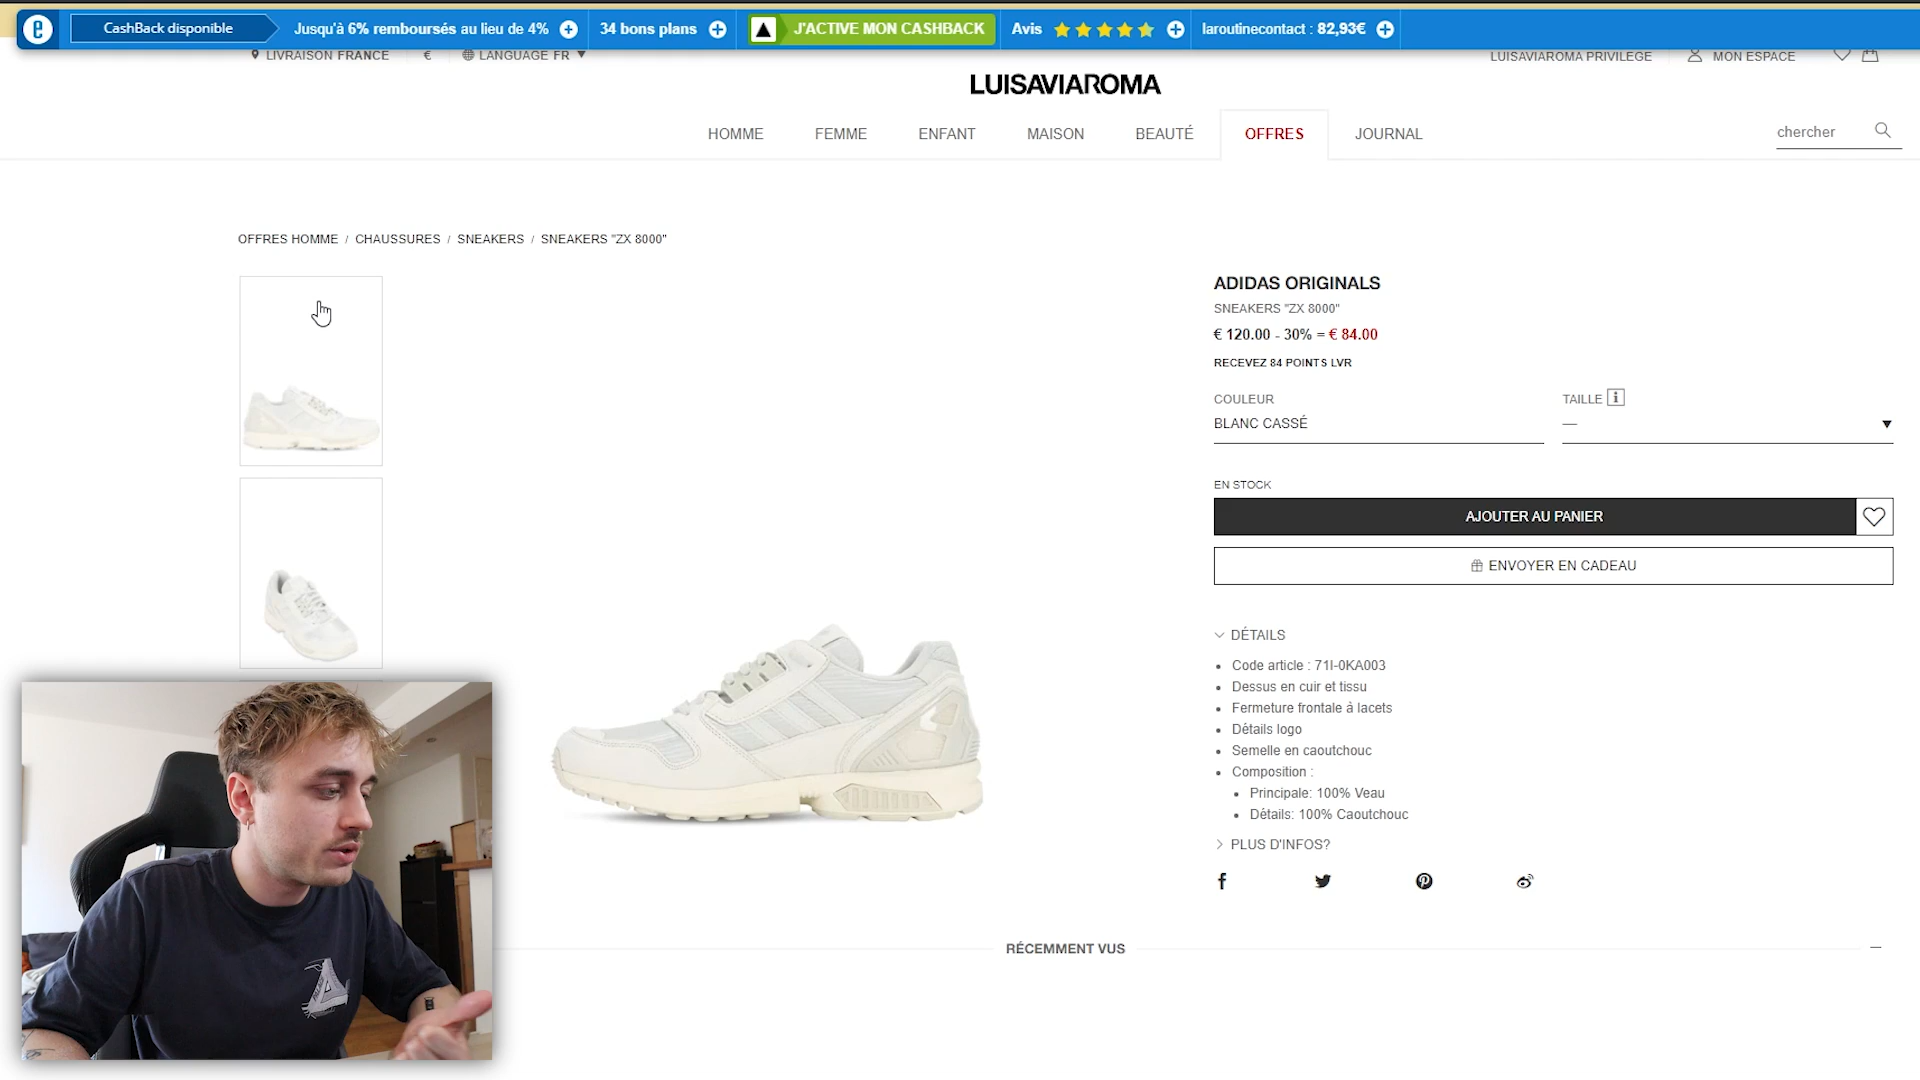 CashBack disponible
Jusqu'à 6% remboursés au lieu de 4%
34 bons plans
J'ACTIVE MON CASHBACK
Avis
laroutinecontact : 82,93€
LIVRAISON FRANCE
€
LANGUAGE FR
LUISAVIAROMA PRIVILEGE
MON ESPACE
LUISAVIAROMA
HOMME
FEMME
ENFANT
MAISON
BEAUTÉ
OFFRES
JOURNAL
chercher
OFFRES HOMME / CHAUSSURES / SNEAKERS / SNEAKERS "ZX 8000"
ADIDAS ORIGINALS
SNEAKERS "ZX 8000"
€ 120.00 - 30% = € 84.00
RECEVEZ 84 POINTS LVR
COULEUR
BLANC CASSÉ
TAILLE
—
EN STOCK
AJOUTER AU PANIER
ENVOYER EN CADEAU
DÉTAILS
Code article : 71I-0KA003
Dessus en cuir et tissu
Fermeture frontale à lacets
Détails logo
Semelle en caoutchouc
Composition :
Principale: 100% Veau
Détails: 100% Caoutchouc
PLUS D'INFOS?
RÉCEMMENT VUS